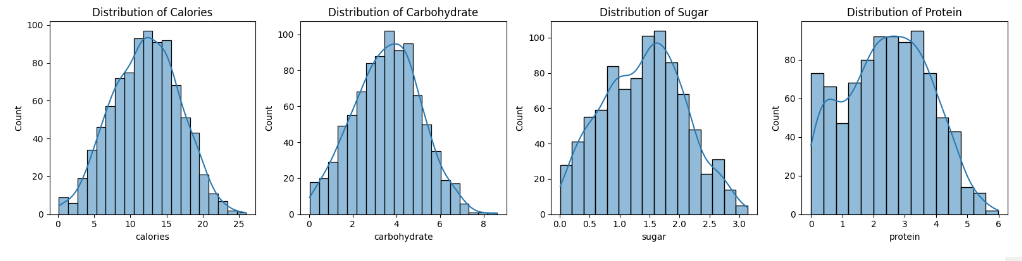 Distribution of Calories
Count
100
80
60
40
20
0
0 5 10 15 20 25
calories
Distribution of Carbohydrate
Count
100
80
60
40
20
0
0 2 4 6 8
carbohydrate
Distribution of Sugar
Count
100
80
60
40
20
0
0.0 0.5 1.0 1.5 2.0 2.5 3.0
sugar
Distribution of Protein
Count
80
60
40
20
0
0 1 2 3 4 5 6
protein